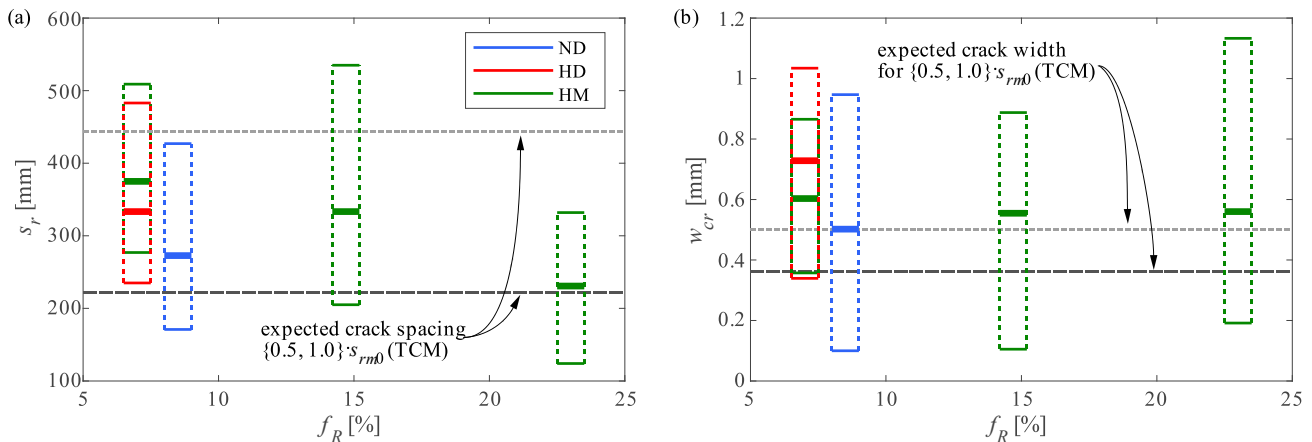 (a)
600
500
400
300
200
100
s_r [mm]
5
10
15
20
25
f_R [%]
ND
HD
HM
expected crack spacing
{0.5, 1.0}·s_rm0 (TCM)
(b)
1
0.8
0.6
0.4
0.2
0
w_cr [mm]
5
10
15
20
25
f_R [%]
expected crack width
for {0.5, 1.0}·s_rm0 (TCM)